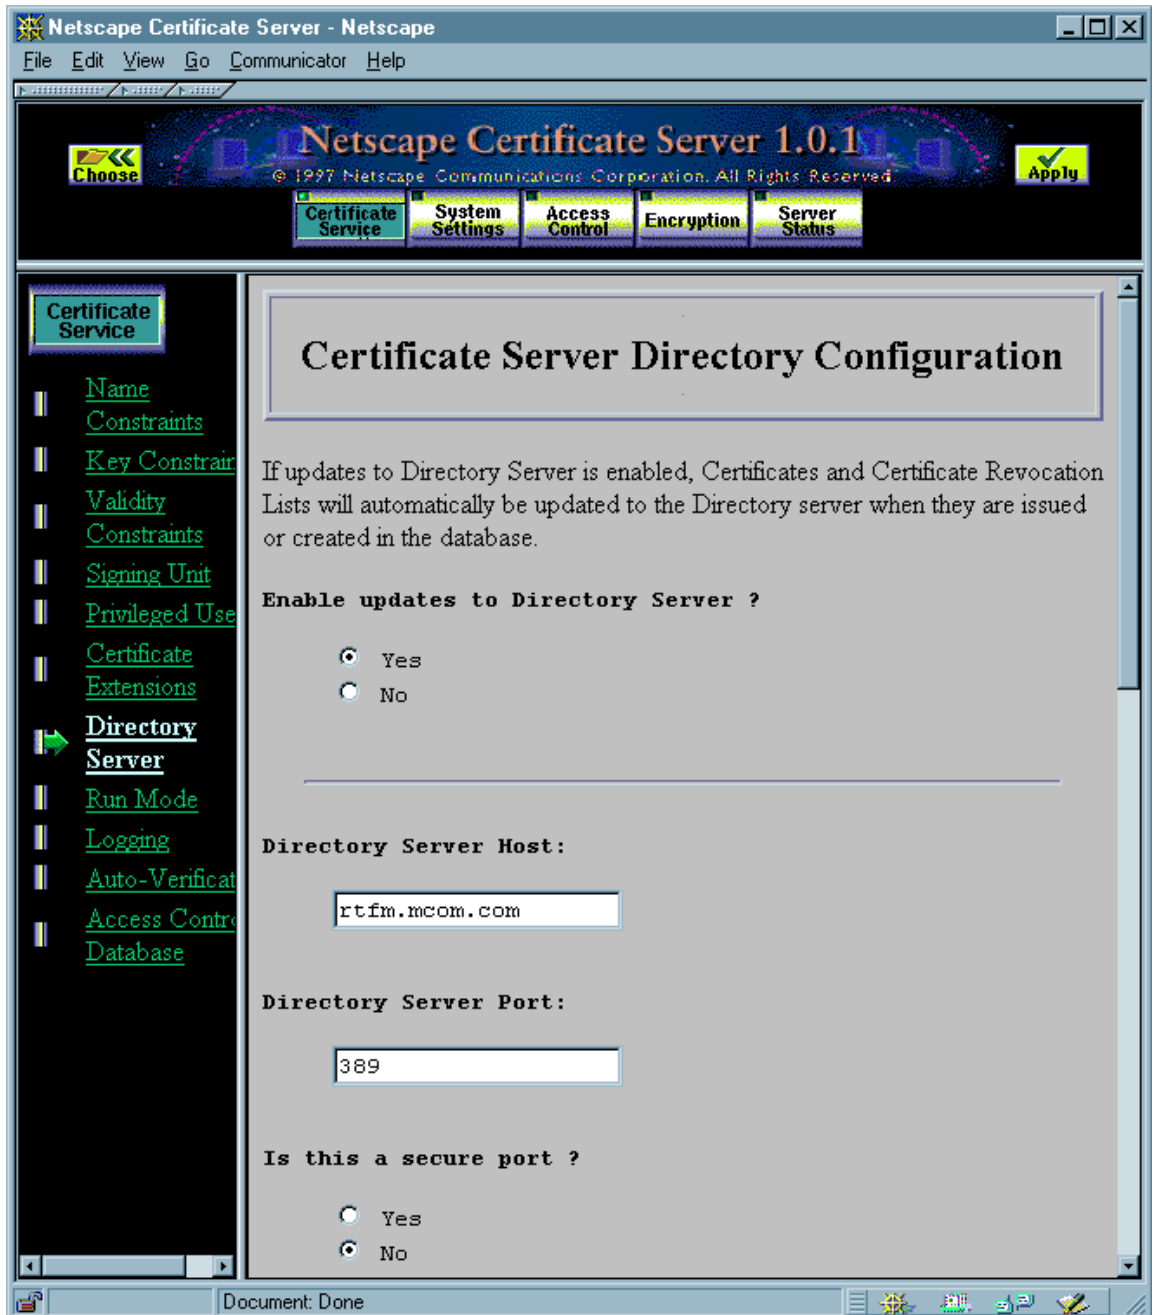 Netscape Certificate Server - Netscape
File Edit View Go Communicator Help
Netscape Certificate Server 1.0.1
© 1997 Netscape Communications Corporation. All Rights Reserved.
Choose
Apply
Certificate Service
System Settings
Access Control
Encryption
Server Status
Certificate
Service
Name
Constraints
Key Constrain
Validity
Constraints
Signing Unit
Privileged Use
Certificate
Extensions
Directory
Server
Run Mode
Logging
Auto-Verificat
Access Contro
Database
Certificate Server Directory Configuration
If updates to Directory Server is enabled, Certificates and Certificate Revocation
Lists will automatically be updated to the Directory server when they are issued
or created in the database.
Enable updates to Directory Server ?
Yes
No
Directory Server Host:
rtfm.mcom.com
Directory Server Port:
389
Is this a secure port ?
Yes
No
Document: Done